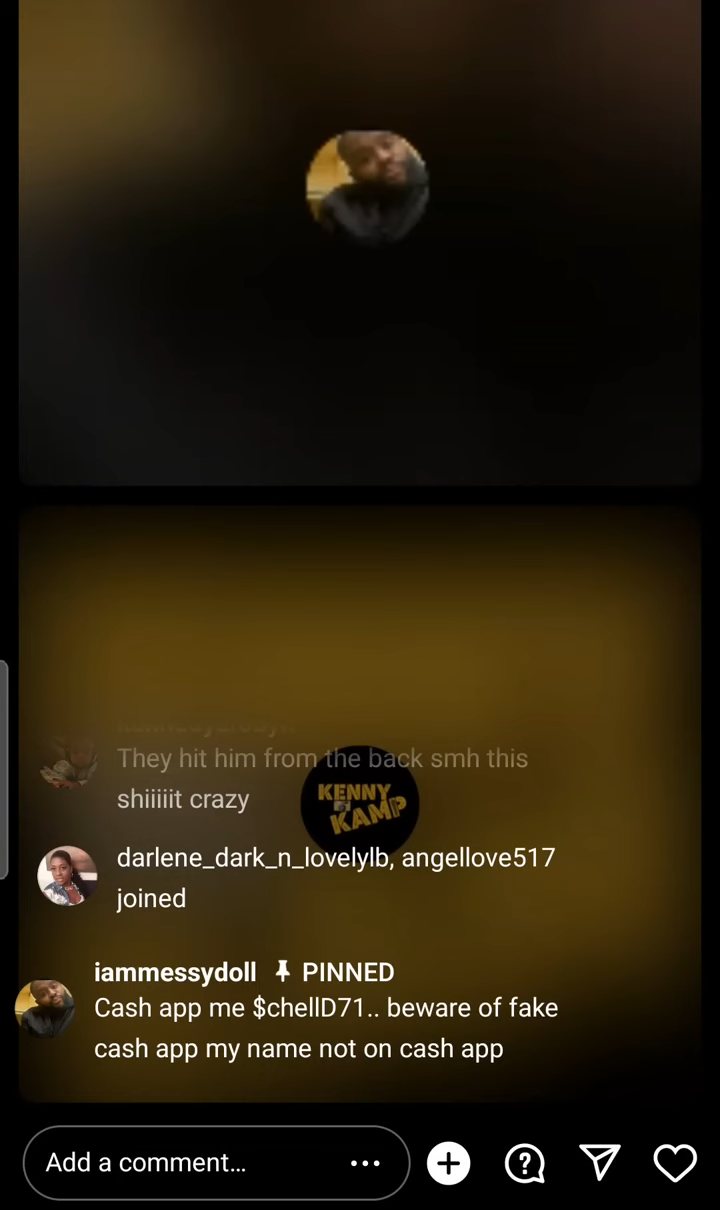 They hit him from the back smh this
shiiiiit crazy
KENNY
KAMP
darlene_dark_n_lovelylb, angellove517
joined
iammessydoll PINNED
Cash app me $chellD71.. beware of fake
cash app my name not on cash app
Add a comment...